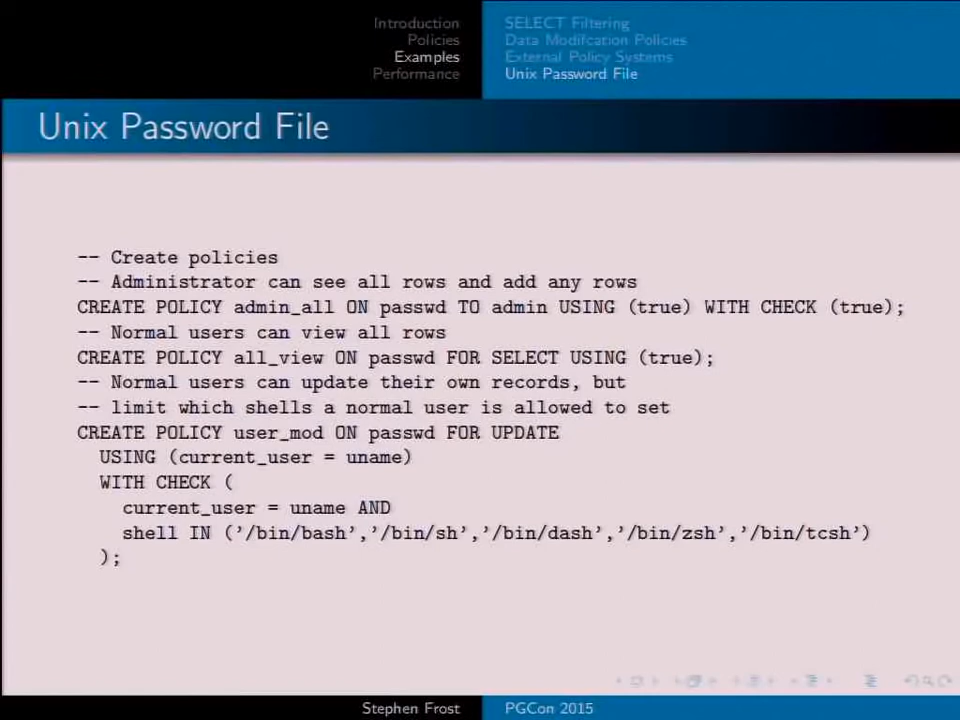 Introduction
Policies
Examples
Performance
SELECT Filtering
Data Modifcation Policies
External Policy Systems
Unix Password File
Unix Password File
-- Create policies
-- Administrator can see all rows and add any rows
CREATE POLICY admin_all ON passwd TO admin USING (true) WITH CHECK (true);
-- Normal users can view all rows
CREATE POLICY all_view ON passwd FOR SELECT USING (true);
-- Normal users can update their own records, but
-- limit which shells a normal user is allowed to set
CREATE POLICY user_mod ON passwd FOR UPDATE
USING (current_user = uname)
WITH CHECK (
current_user = uname AND
shell IN ('/bin/bash','/bin/sh','/bin/dash','/bin/zsh','/bin/tcsh')
);
Stephen Frost
PGCon 2015